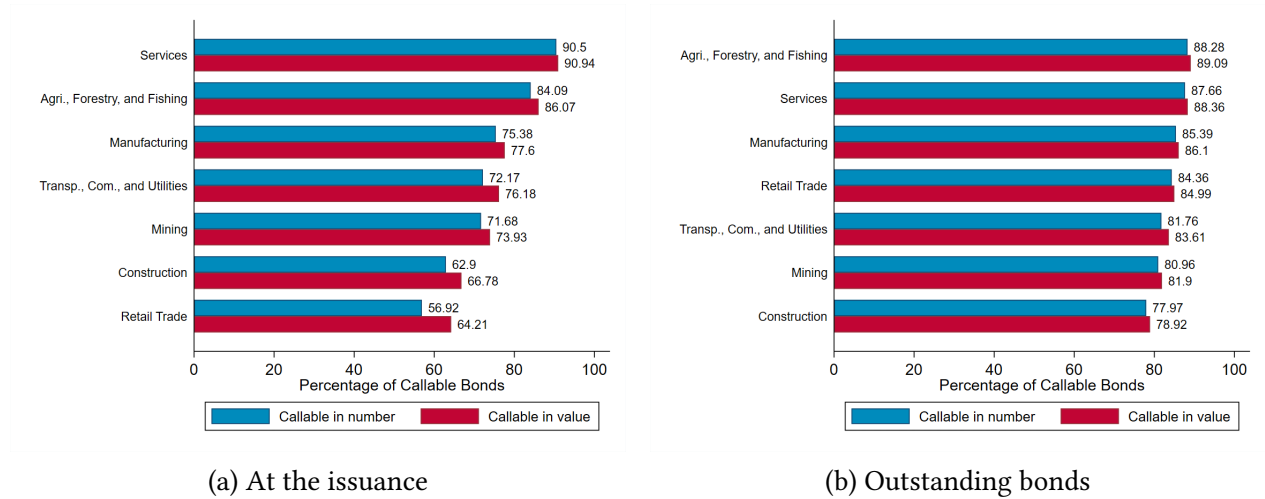 Services
90.5
90.94
Agri., Forestry, and Fishing
84.09
86.07
Manufacturing
75.38
77.6
Transp., Com., and Utilities
72.17
76.18
Mining
71.68
73.93
Construction
62.9
66.78
Retail Trade
56.92
64.21
0 20 40 60 80 100
Percentage of Callable Bonds
Callable in number Callable in value
(a) At the issuance
Agri., Forestry, and Fishing
88.28
89.09
Services
87.66
88.36
Manufacturing
85.39
86.1
Retail Trade
84.36
84.99
Transp., Com., and Utilities
81.76
83.61
Mining
80.96
81.9
Construction
77.97
78.92
0 20 40 60 80 100
Percentage of Callable Bonds
Callable in number Callable in value
(b) Outstanding bonds